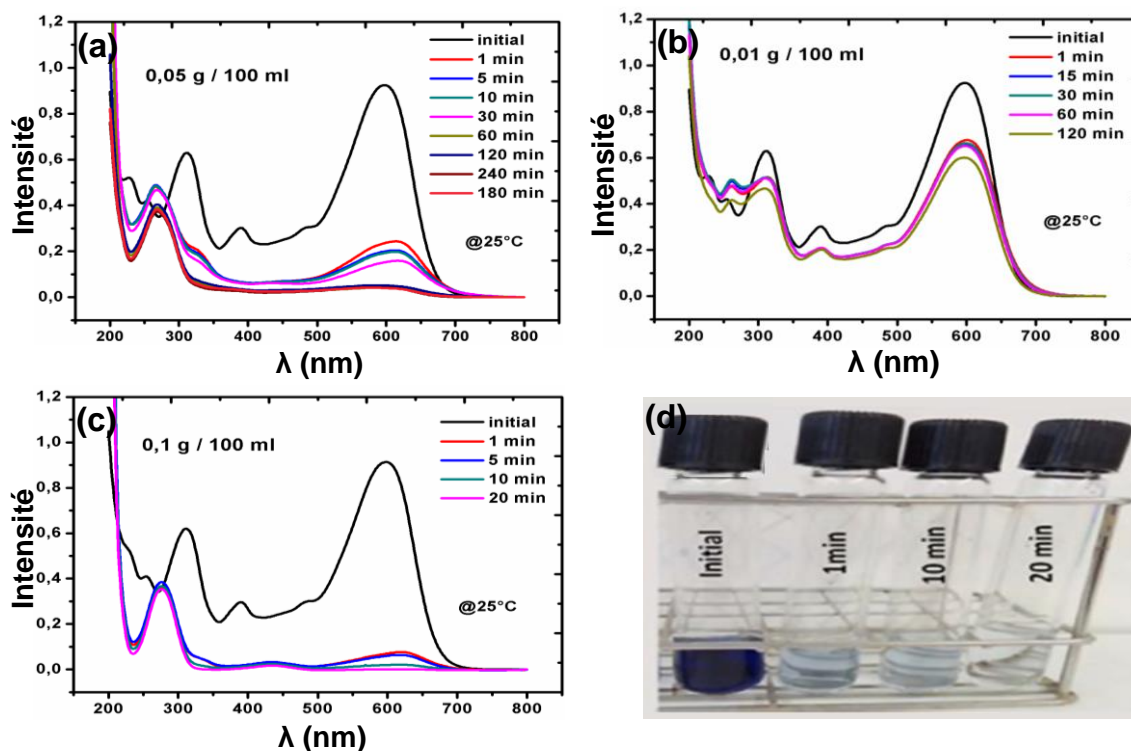 (a)
0,05 g / 100 ml
initial
1 min
5 min
10 min
30 min
60 min
120 min
240 min
180 min
@25°C
Intensité
1,2
1,0
0,8
0,6
0,4
0,2
0,0
200 300 400 500 600 700 800
λ (nm)
(b)
0,01 g / 100 ml
initial
1 min
15 min
30 min
60 min
120 min
@25°C
Intensité
1,2
1,0
0,8
0,6
0,4
0,2
0,0
200 300 400 500 600 700 800
λ (nm)
(c)
0,1 g / 100 ml
initial
1 min
5 min
10 min
20 min
@25°C
Intensité
1,2
1,0
0,8
0,6
0,4
0,2
0,0
200 300 400 500 600 700 800
λ (nm)
(d)
Initial
1min
10 min
20 min